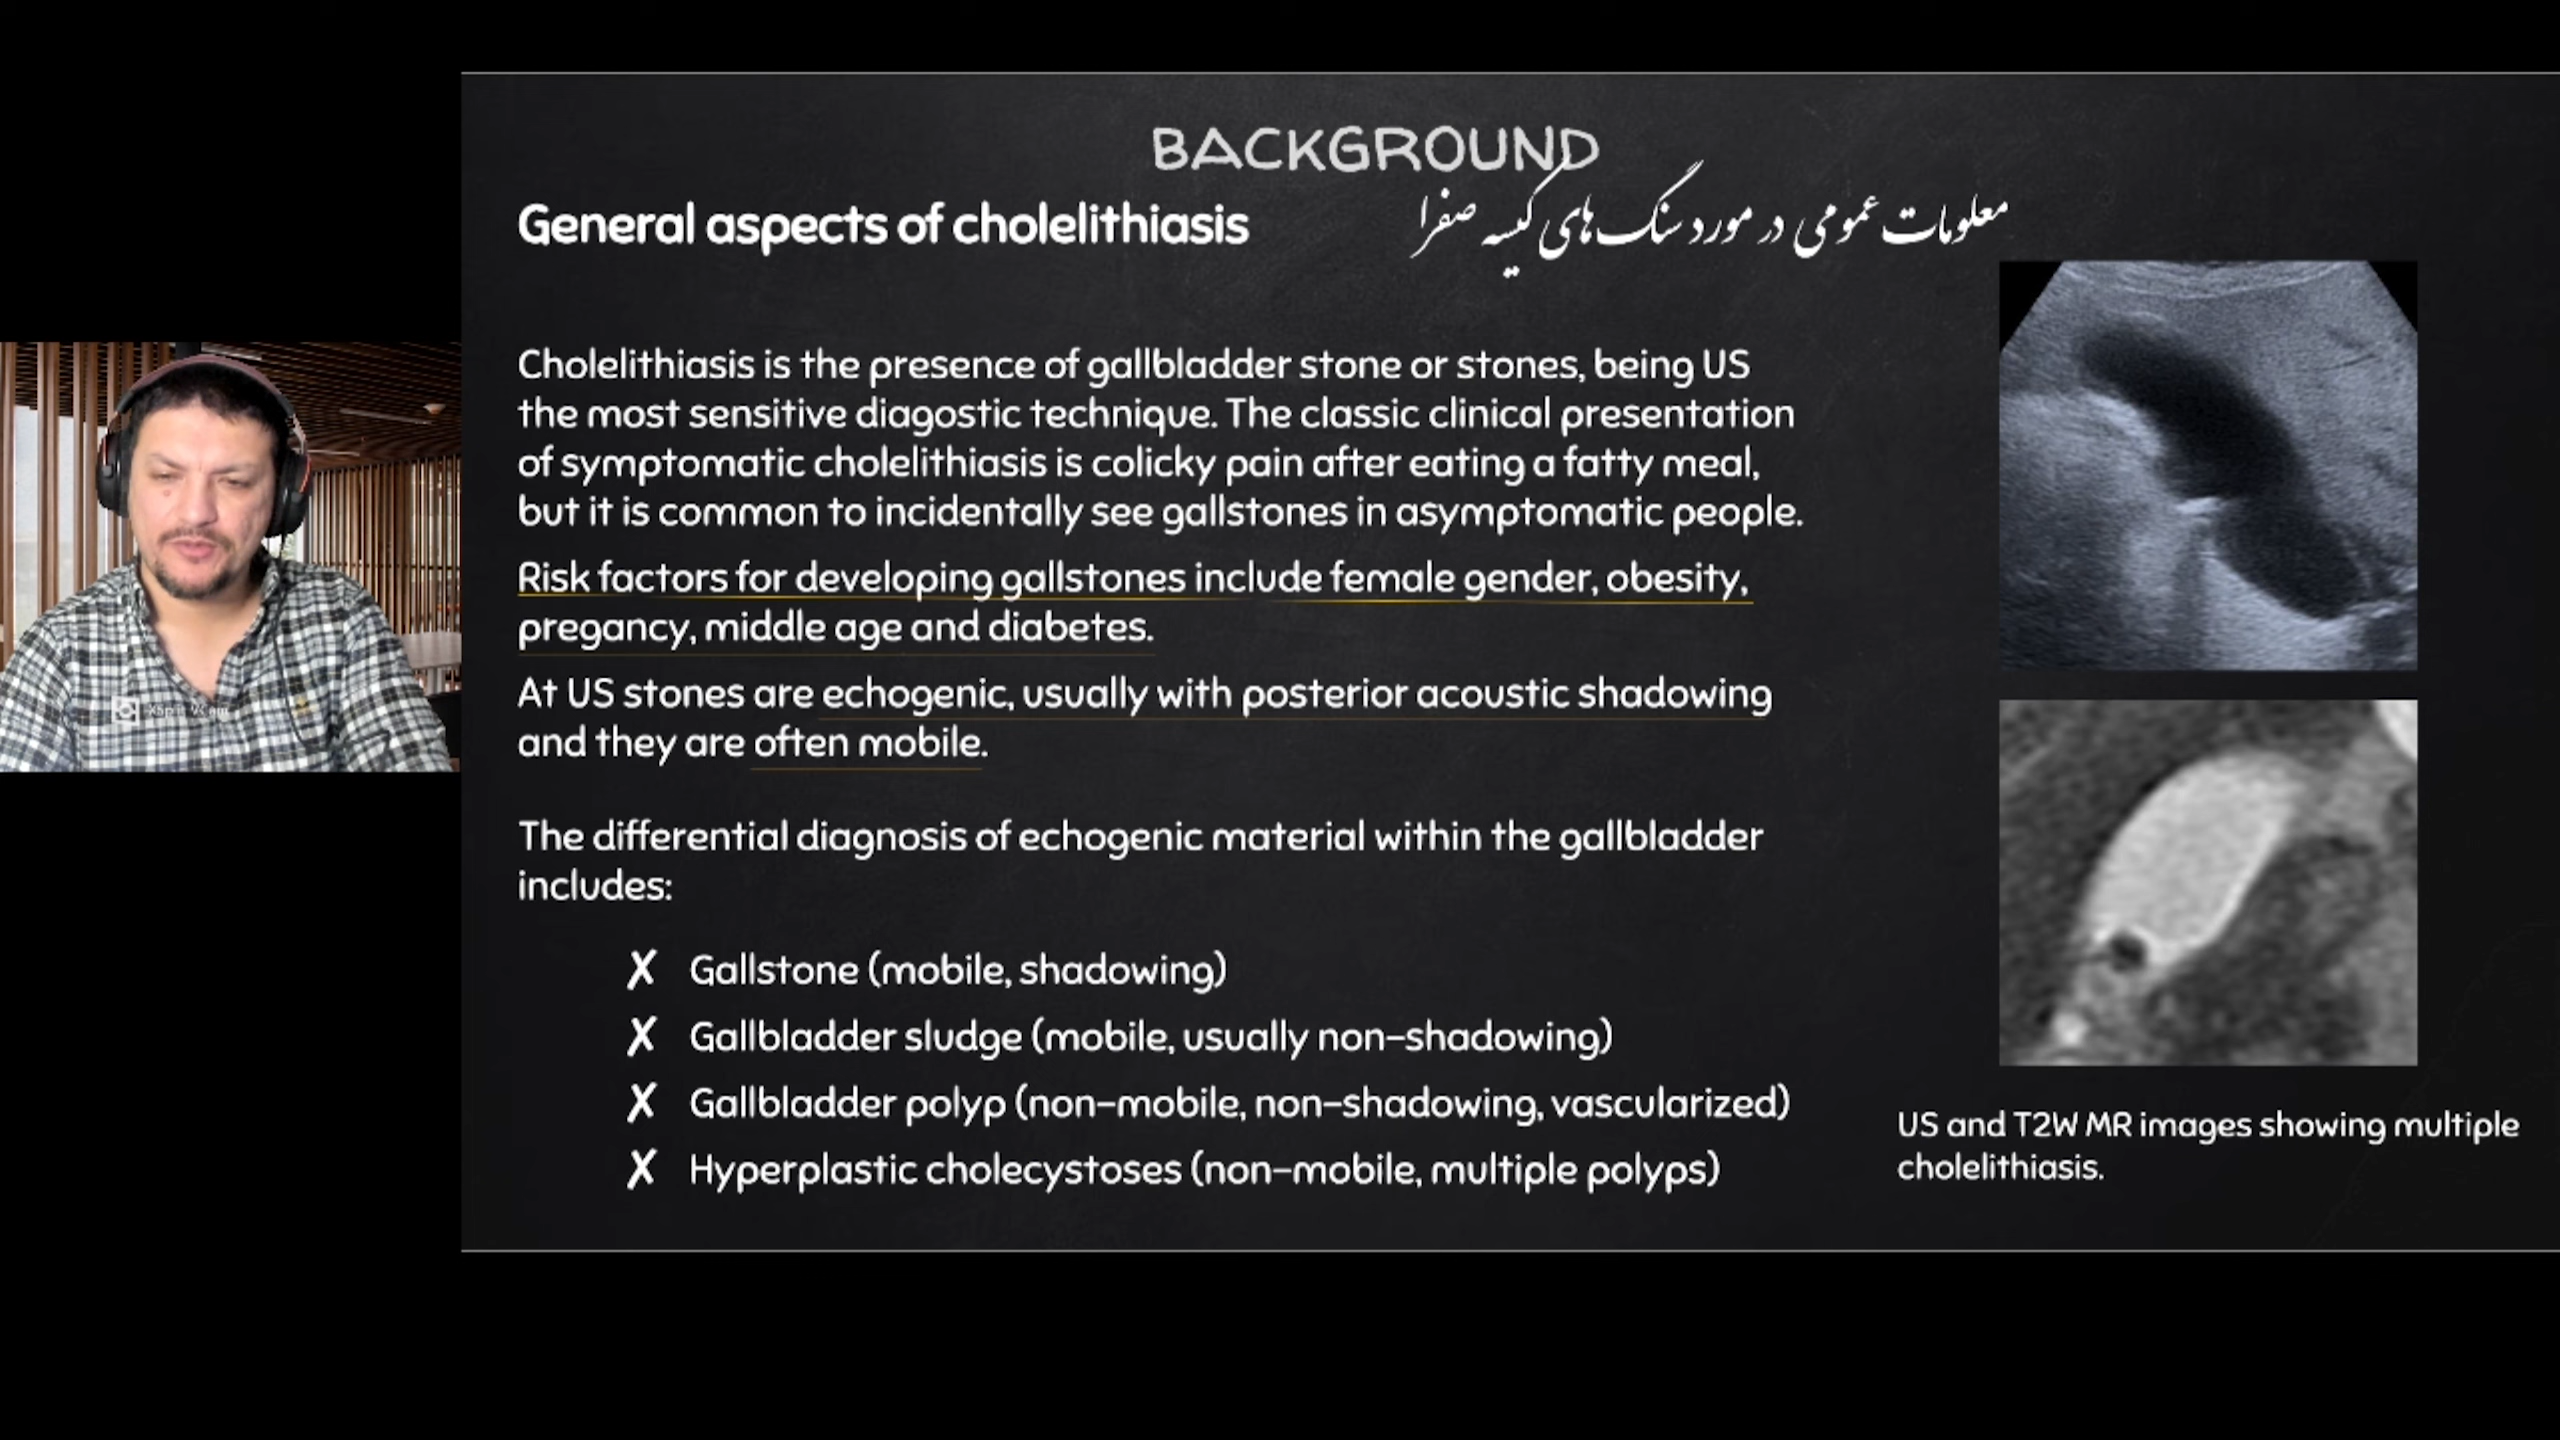 BACKGROUND
General aspects of cholelithiasis
معلومات عمومی در مورد سنگ های کیسه صفرا
Cholelithiasis is the presence of gallbladder stone or stones, being US
the most sensitive diagostic technique. The classic clinical presentation
of symptomatic cholelithiasis is colicky pain after eating a fatty meal,
but it is common to incidentally see gallstones in asymptomatic people.
Risk factors for developing gallstones include female gender, obesity,
pregancy, middle age and diabetes.
At US stones are echogenic, usually with posterior acoustic shadowing
and they are often mobile.
The differential diagnosis of echogenic material within the gallbladder
includes:
✗ Gallstone (mobile, shadowing)
✗ Gallbladder sludge (mobile, usually non-shadowing)
✗ Gallbladder polyp (non-mobile, non-shadowing, vascularized)
✗ Hyperplastic cholecystoses (non-mobile, multiple polyps)
US and T2W MR images showing multiple
cholelithiasis.